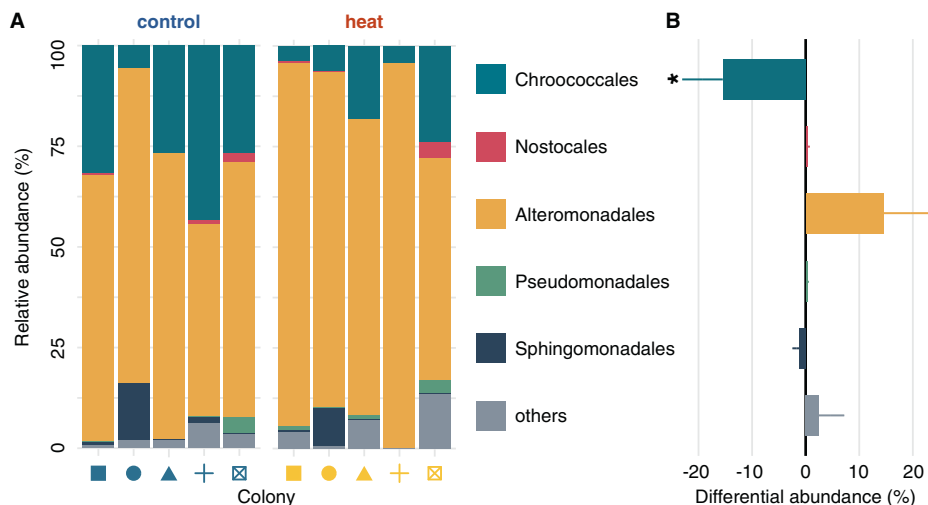 A
control
heat
B
Relative abundance (%)
100
75
50
25
0
Colony
Chroococcales
Nostocales
Alteromonadales
Pseudomonadales
Sphingomonadales
others
*
-20
-10
0
10
20
Differential abundance (%)